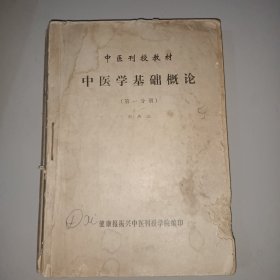 中医刊授教材
中医学基础概论
（第一分册）
健康报振兴中医刊授学院编印